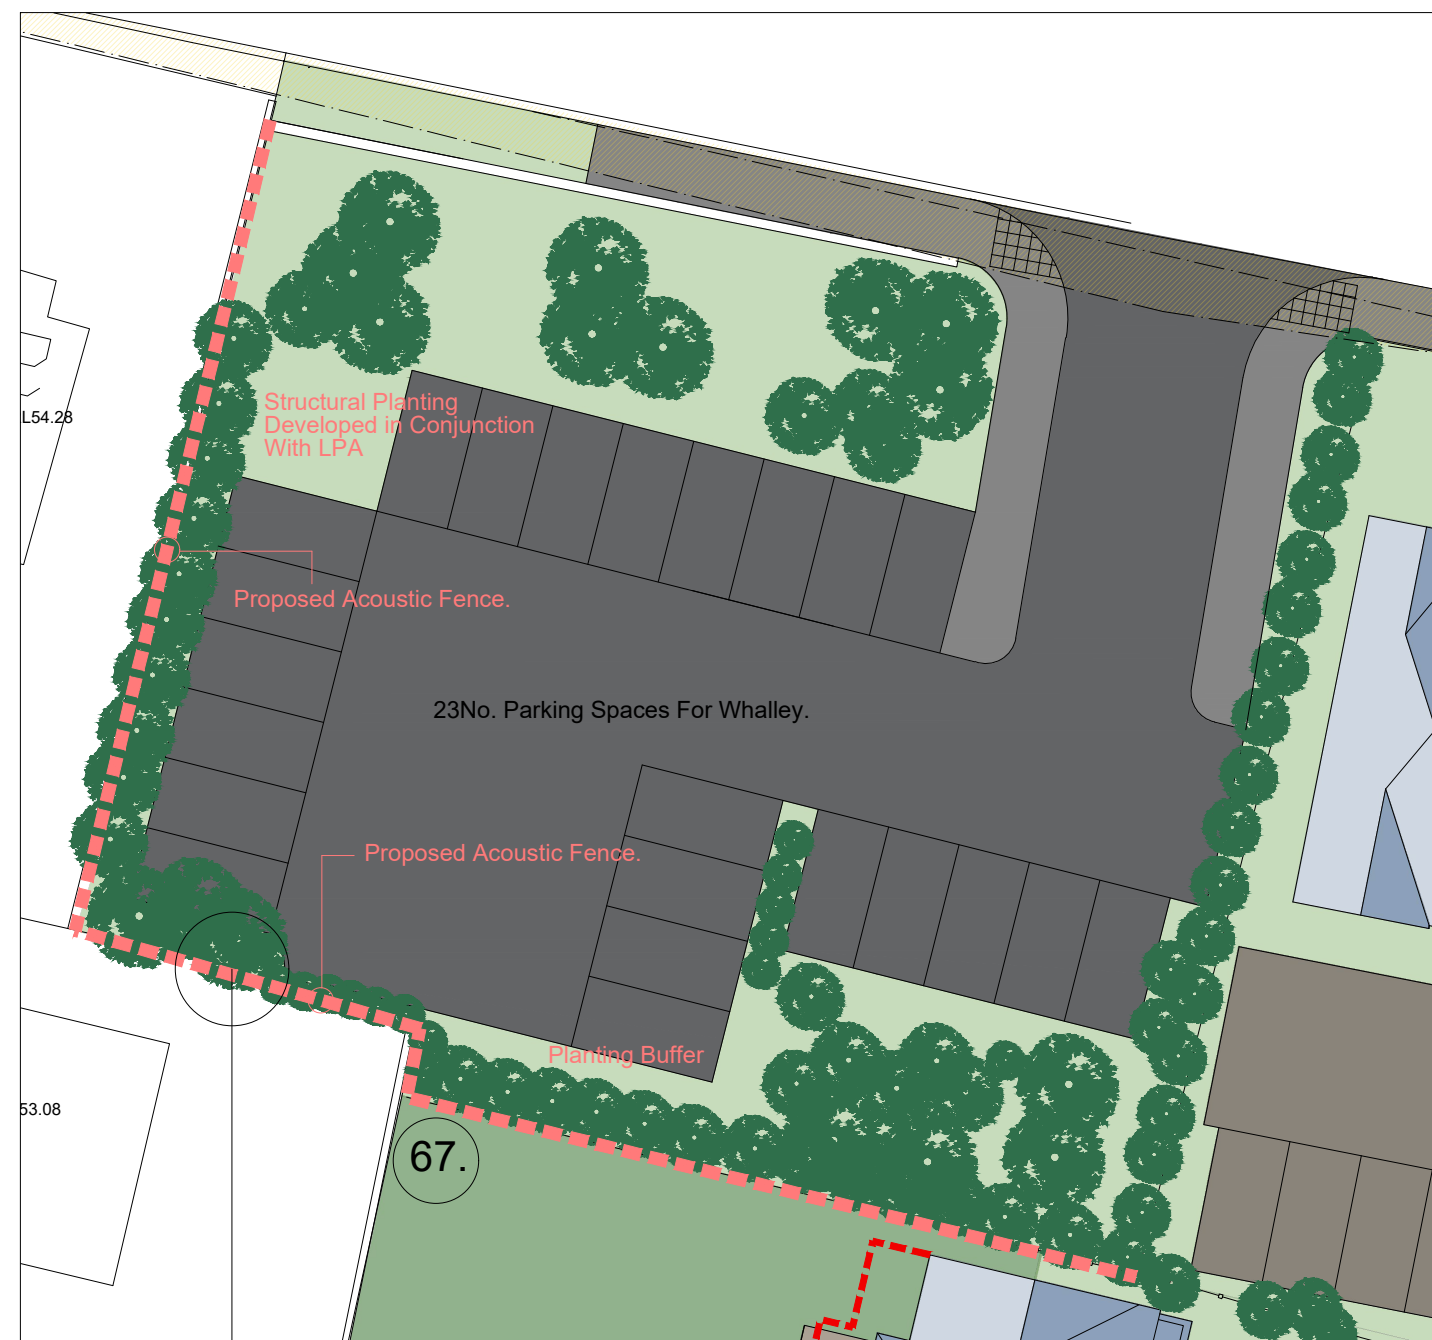 Structural Planting
Developed in Conjunction
With LPA
L54.28
Proposed Acoustic Fence.
23No. Parking Spaces For Whalley.
Proposed Acoustic Fence.
Planting Buffer
53.08
67.